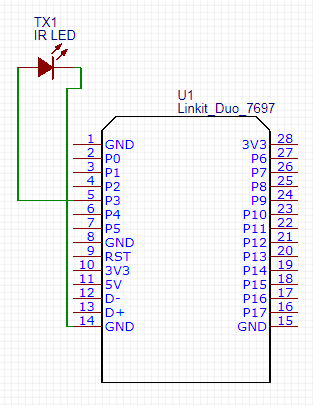 TX1
IR LED
U1
Linkit_Duo_7697
1 GND 3V3 28
2 P0 P6 27
3 P1 P7 26
4 P2 P8 25
5 P3 P9 24
6 P4 P10 23
7 P5 P11 22
8 GND P12 21
9 RST P13 20
10 3V3 P14 19
11 5V P15 18
12 D- P16 17
13 D+ P17 16
14 GND GND 15